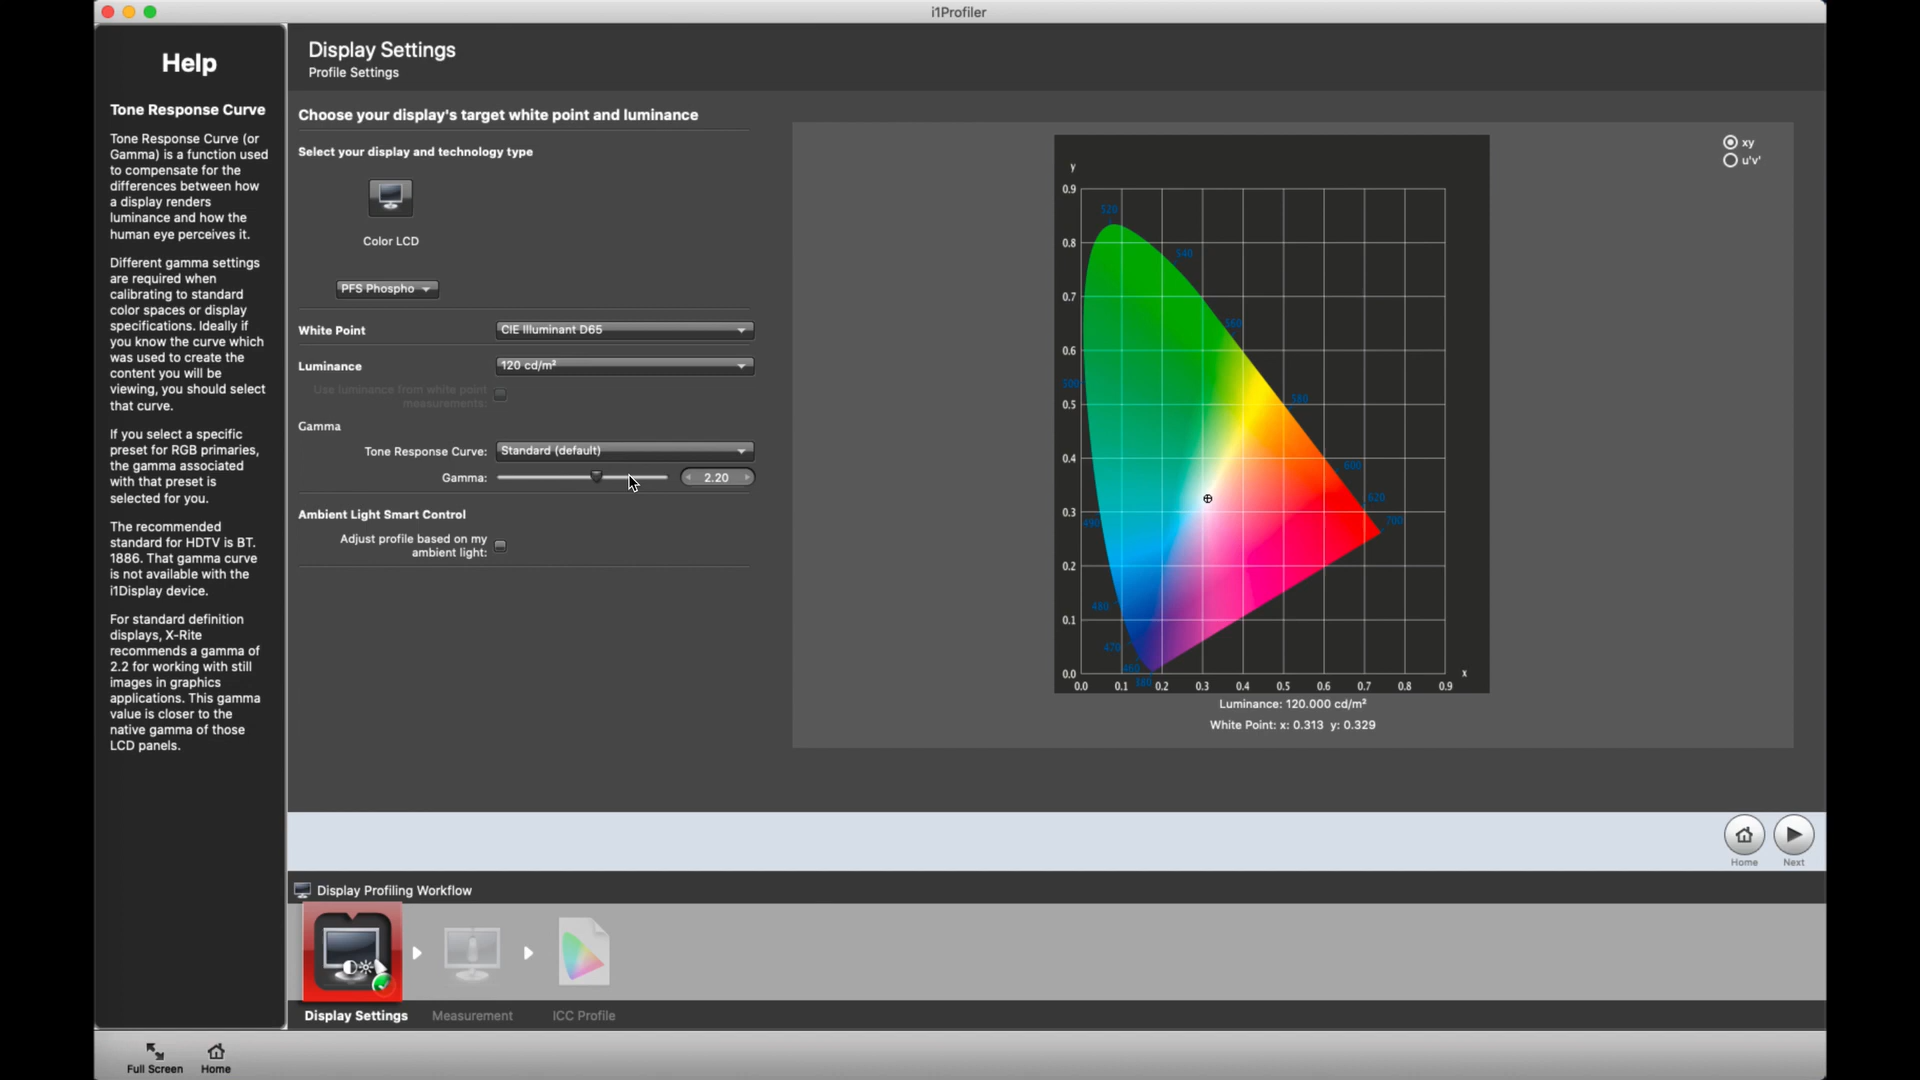 i1Profiler
Help
Tone Response Curve
Tone Response Curve (or
Gamma) is a function used
to compensate for the
differences between how
a display renders
luminance and how the
human eye perceives it.
Different gamma settings
are required when
calibrating to standard
color spaces or display
specifications. Ideally if
you know the curve which
was used to create the
content you will be
viewing, you should select
that curve.
If you select a specific
preset for RGB primaries,
the gamma associated
with that preset is
selected for you.
The recommended
standard for HDTV is BT.
1886. That gamma curve
is not available with the
i1Display device.
For standard definition
displays, X-Rite
recommends a gamma of
2.2 for working with still
images in graphics
applications. This gamma
value is closer to the
native gamma of those
LCD panels.
Display Settings
Profile Settings
Choose your display's target white point and luminance
Select your display and technology type
Color LCD
PFS Phospho
White Point CIE Illuminant D65
Luminance 120 cd/m²
Use luminance from white point
measurements:
Gamma
Tone Response Curve: Standard (default)
Gamma: 2.20
Ambient Light Smart Control
Adjust profile based on my
ambient light:
xy
u'v'
y
0.9
0.8
0.7
0.6
0.5
0.4
0.3
0.2
0.1
0.0
520
540
560
500
580
600
620
490
700
480
470
460
380
x
0.0 0.1 0.2 0.3 0.4 0.5 0.6 0.7 0.8 0.9
Luminance: 120.000 cd/m²
White Point: x: 0.313 y: 0.329
Home Next
Display Profiling Workflow
Display Settings Measurement ICC Profile
Full Screen Home